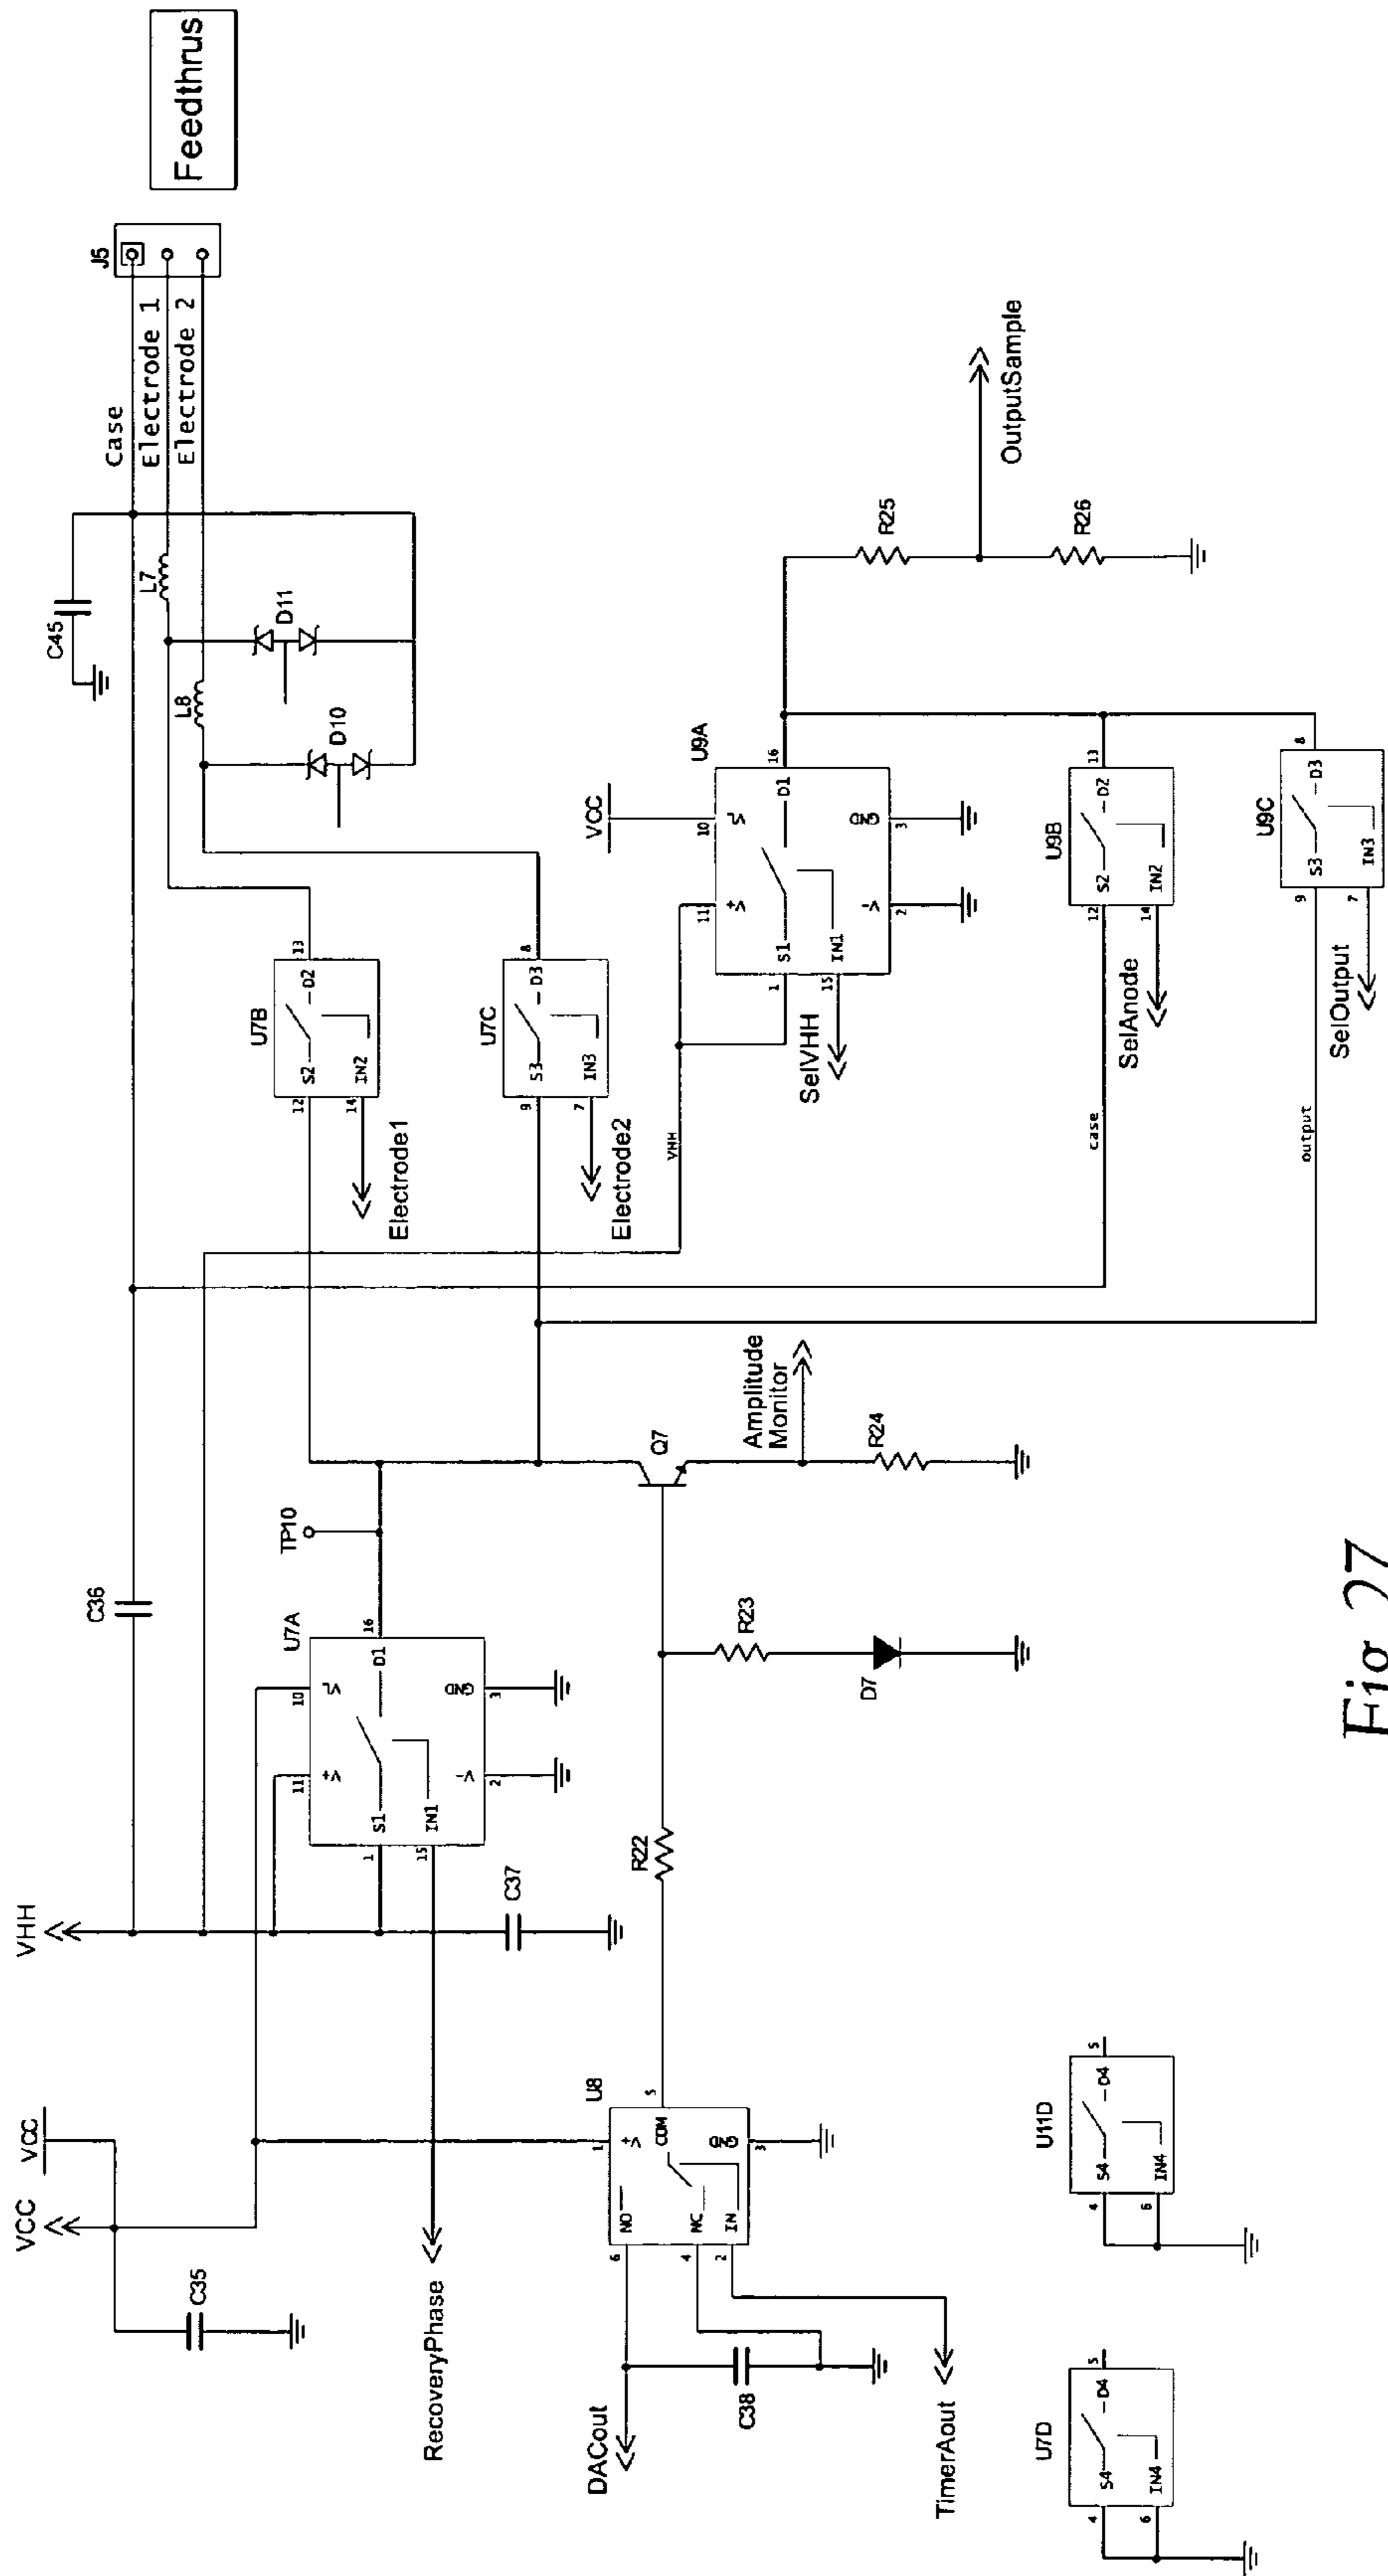 VCC
VCC
VHH
C35
C36
C45
Case
Electrode 1
Electrode 2
J5
Feedthrus
L7
L8
D10
D11
RecoveryPhase
C37
U7A
1
15
11
10
2
3
16
S1
IN1
V+
VL
V-
GND
D1
TP10
U7B
12
14
13
S2
IN2
D2
Electrode1
U7C
9
7
8
S3
IN3
D3
Electrode2
DACout
C38
TimerAout
U8
6
4
2
1
3
5
NO
NC
IN
V+
COM
GND
R22
R23
D7
Q7
Amplitude
Monitor
R24
VHH
VCC
U9A
1
15
11
10
2
3
16
S1
IN1
V+
VL
V-
GND
D1
SelVHH
case
U9B
12
14
13
S2
IN2
D2
SelAnode
output
U9C
9
7
8
S3
IN3
D3
SelOutput
R25
R26
OutputSample
U7D
4
6
5
S4
IN4
D4
U11D
4
6
5
S4
IN4
D4
Fig 27